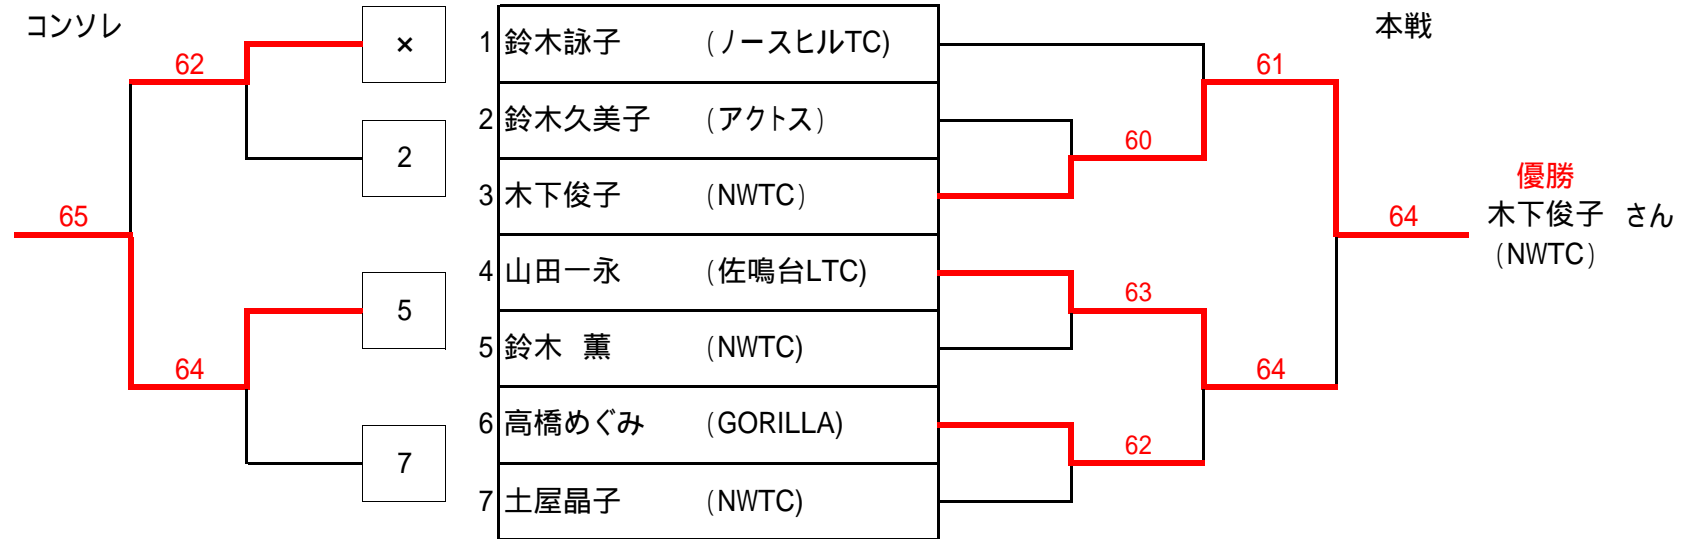 コンソレ
本戦
×
1 鈴木詠子 (ノースヒルTC)
62
61
2 鈴木久美子 (アクトス)
60
2
優勝
3 木下俊子 (NWTC)
65
64
木下俊子 さん
(NWTC)
4 山田一永 (佐鳴台LTC)
63
5
5 鈴木 薫 (NWTC)
64
64
6 高橋めぐみ (GORILLA)
62
7
7 土屋晶子 (NWTC)